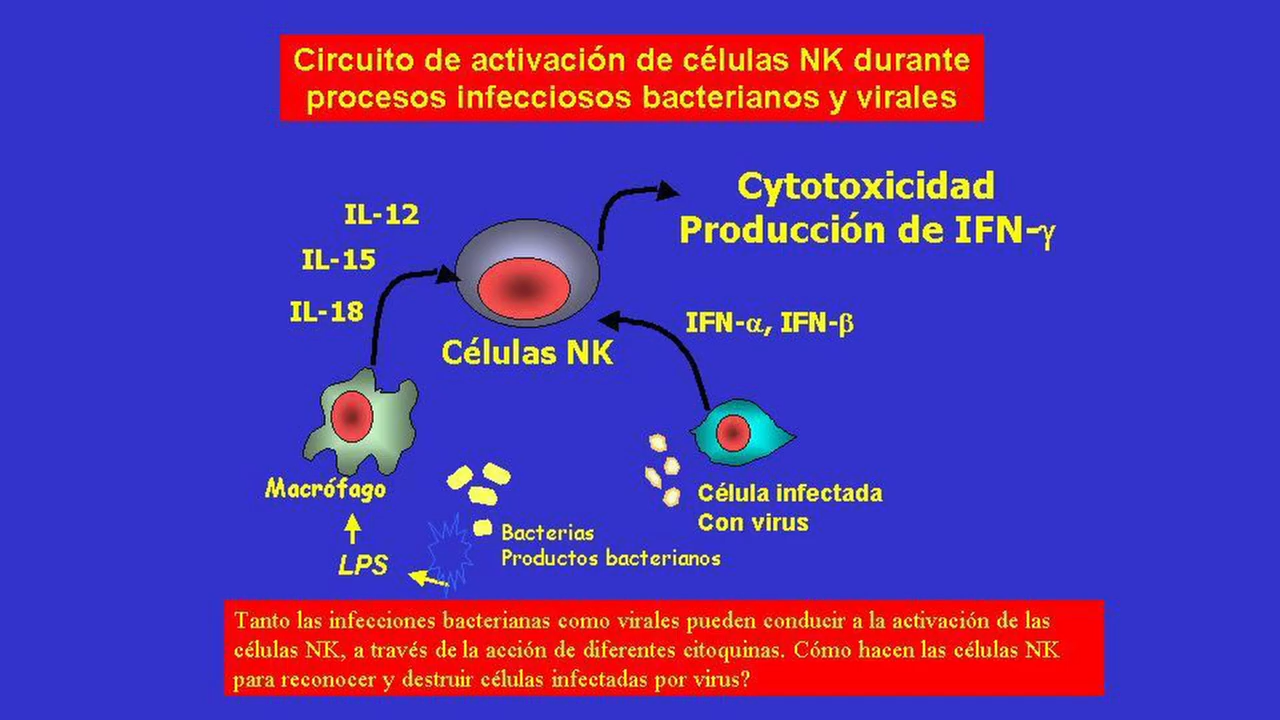 Circuito de activación de células NK durante
procesos infecciosos bacterianos y virales
Cytotoxicidad
Producción de IFN-γ
IL-12
IL-15
IL-18
IFN-α, IFN-β
Células NK
Macrófago
Célula infectada
Con virus
Bacterias
Productos bacterianos
LPS
Tanto las infecciones bacterianas como virales pueden conducir a la activación de las
células NK, a través de la acción de diferentes citoquinas. Cómo hacen las células NK
para reconocer y destruir células infectadas por virus?